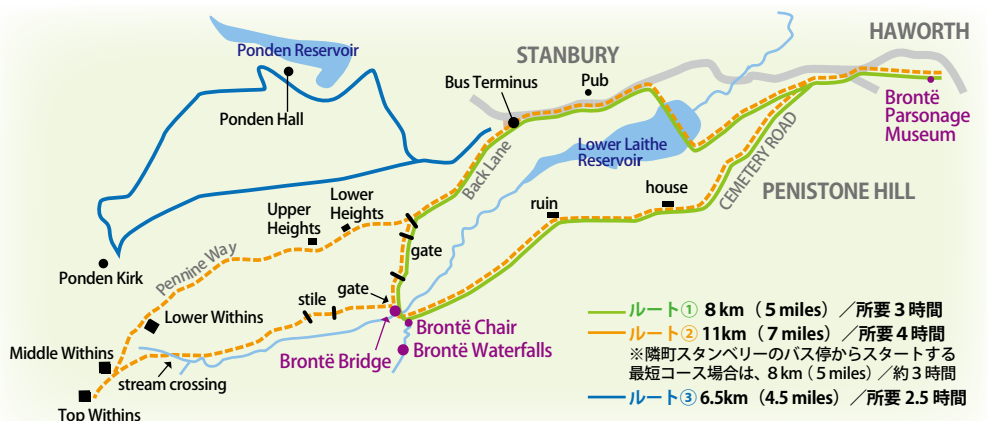 HAWORTH
STANBURY
Ponden Reservoir
Pub
Bus Terminus
Brontë
Parsonage
Museum
Ponden Hall
Lower Laithe
Reservoir
CEMETERY ROAD
Back Lane
PENISTONE HILL
house
ruin
Lower
Heights
Upper
Heights
gate
Pennine Way
Ponden Kirk
gate
stile
Lower Withins
Brontë Chair
Brontë Bridge
Brontë Waterfalls
Middle Withins
stream crossing
Top Withins
ルート① 8 km（ 5 miles）／所要 3 時間
ルート② 11km（ 7 miles）／所要 4 時間
※隣町スタンベリーのバス停からスタートする
最短コース場合は、8 km（ 5 miles）／約 3 時間
ルート③ 6.5km（4.5 miles）／所要 2.5 時間